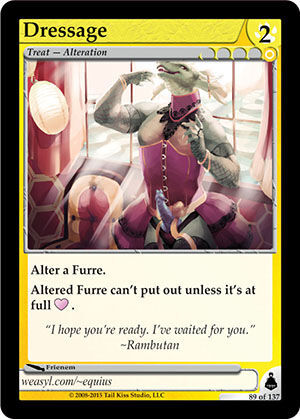 Dressage
2
Treat — Alteration
Alter a Furre.
Altered Furre can't put out unless it's at
full 💜.
"I hope you're ready. I've waited for you."
~Rambutan
Frienem
weasyl.com/~equius
© 2008-2015 Tail Kiss Studio, LLC
89 of 137